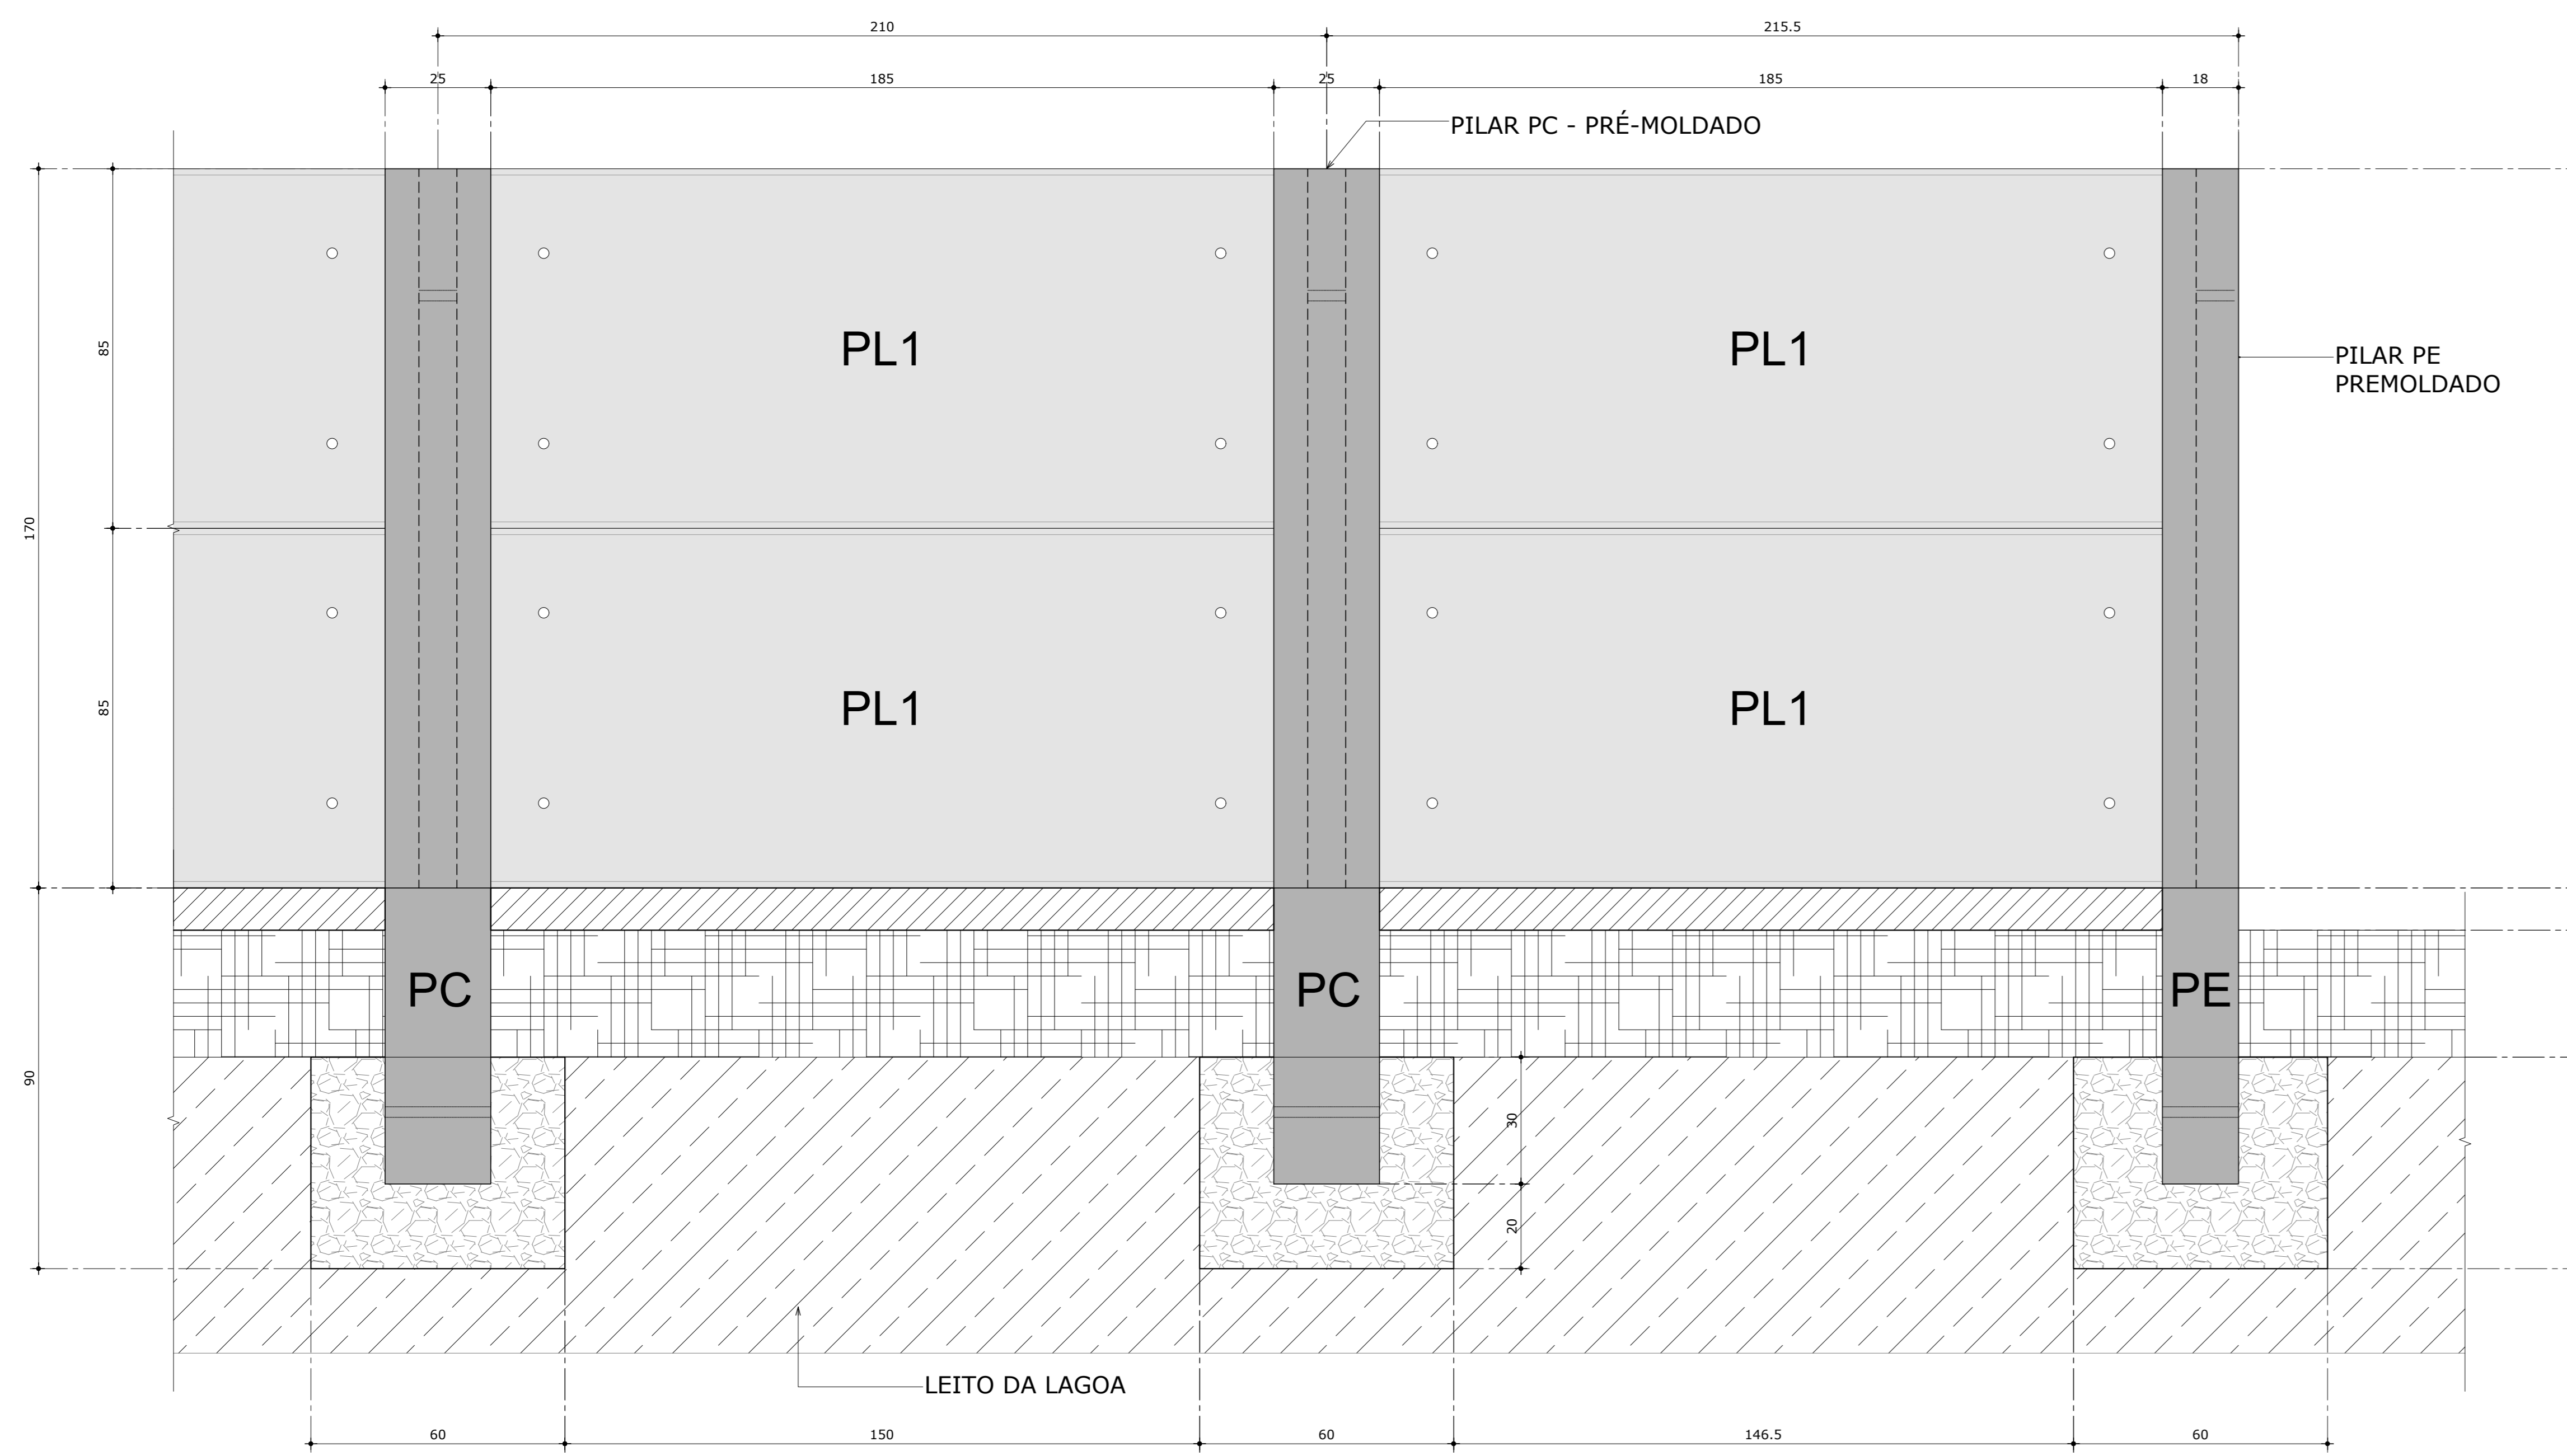 210
215.5
25
185
25
185
18
PILAR PC - PRÉ-MOLDADO
85
PL1
PL1
PILAR PE
PREMOLDADO
170
85
PL1
PL1
PC
PC
PE
90
30
20
LEITO DA LAGOA
60
150
60
146.5
60